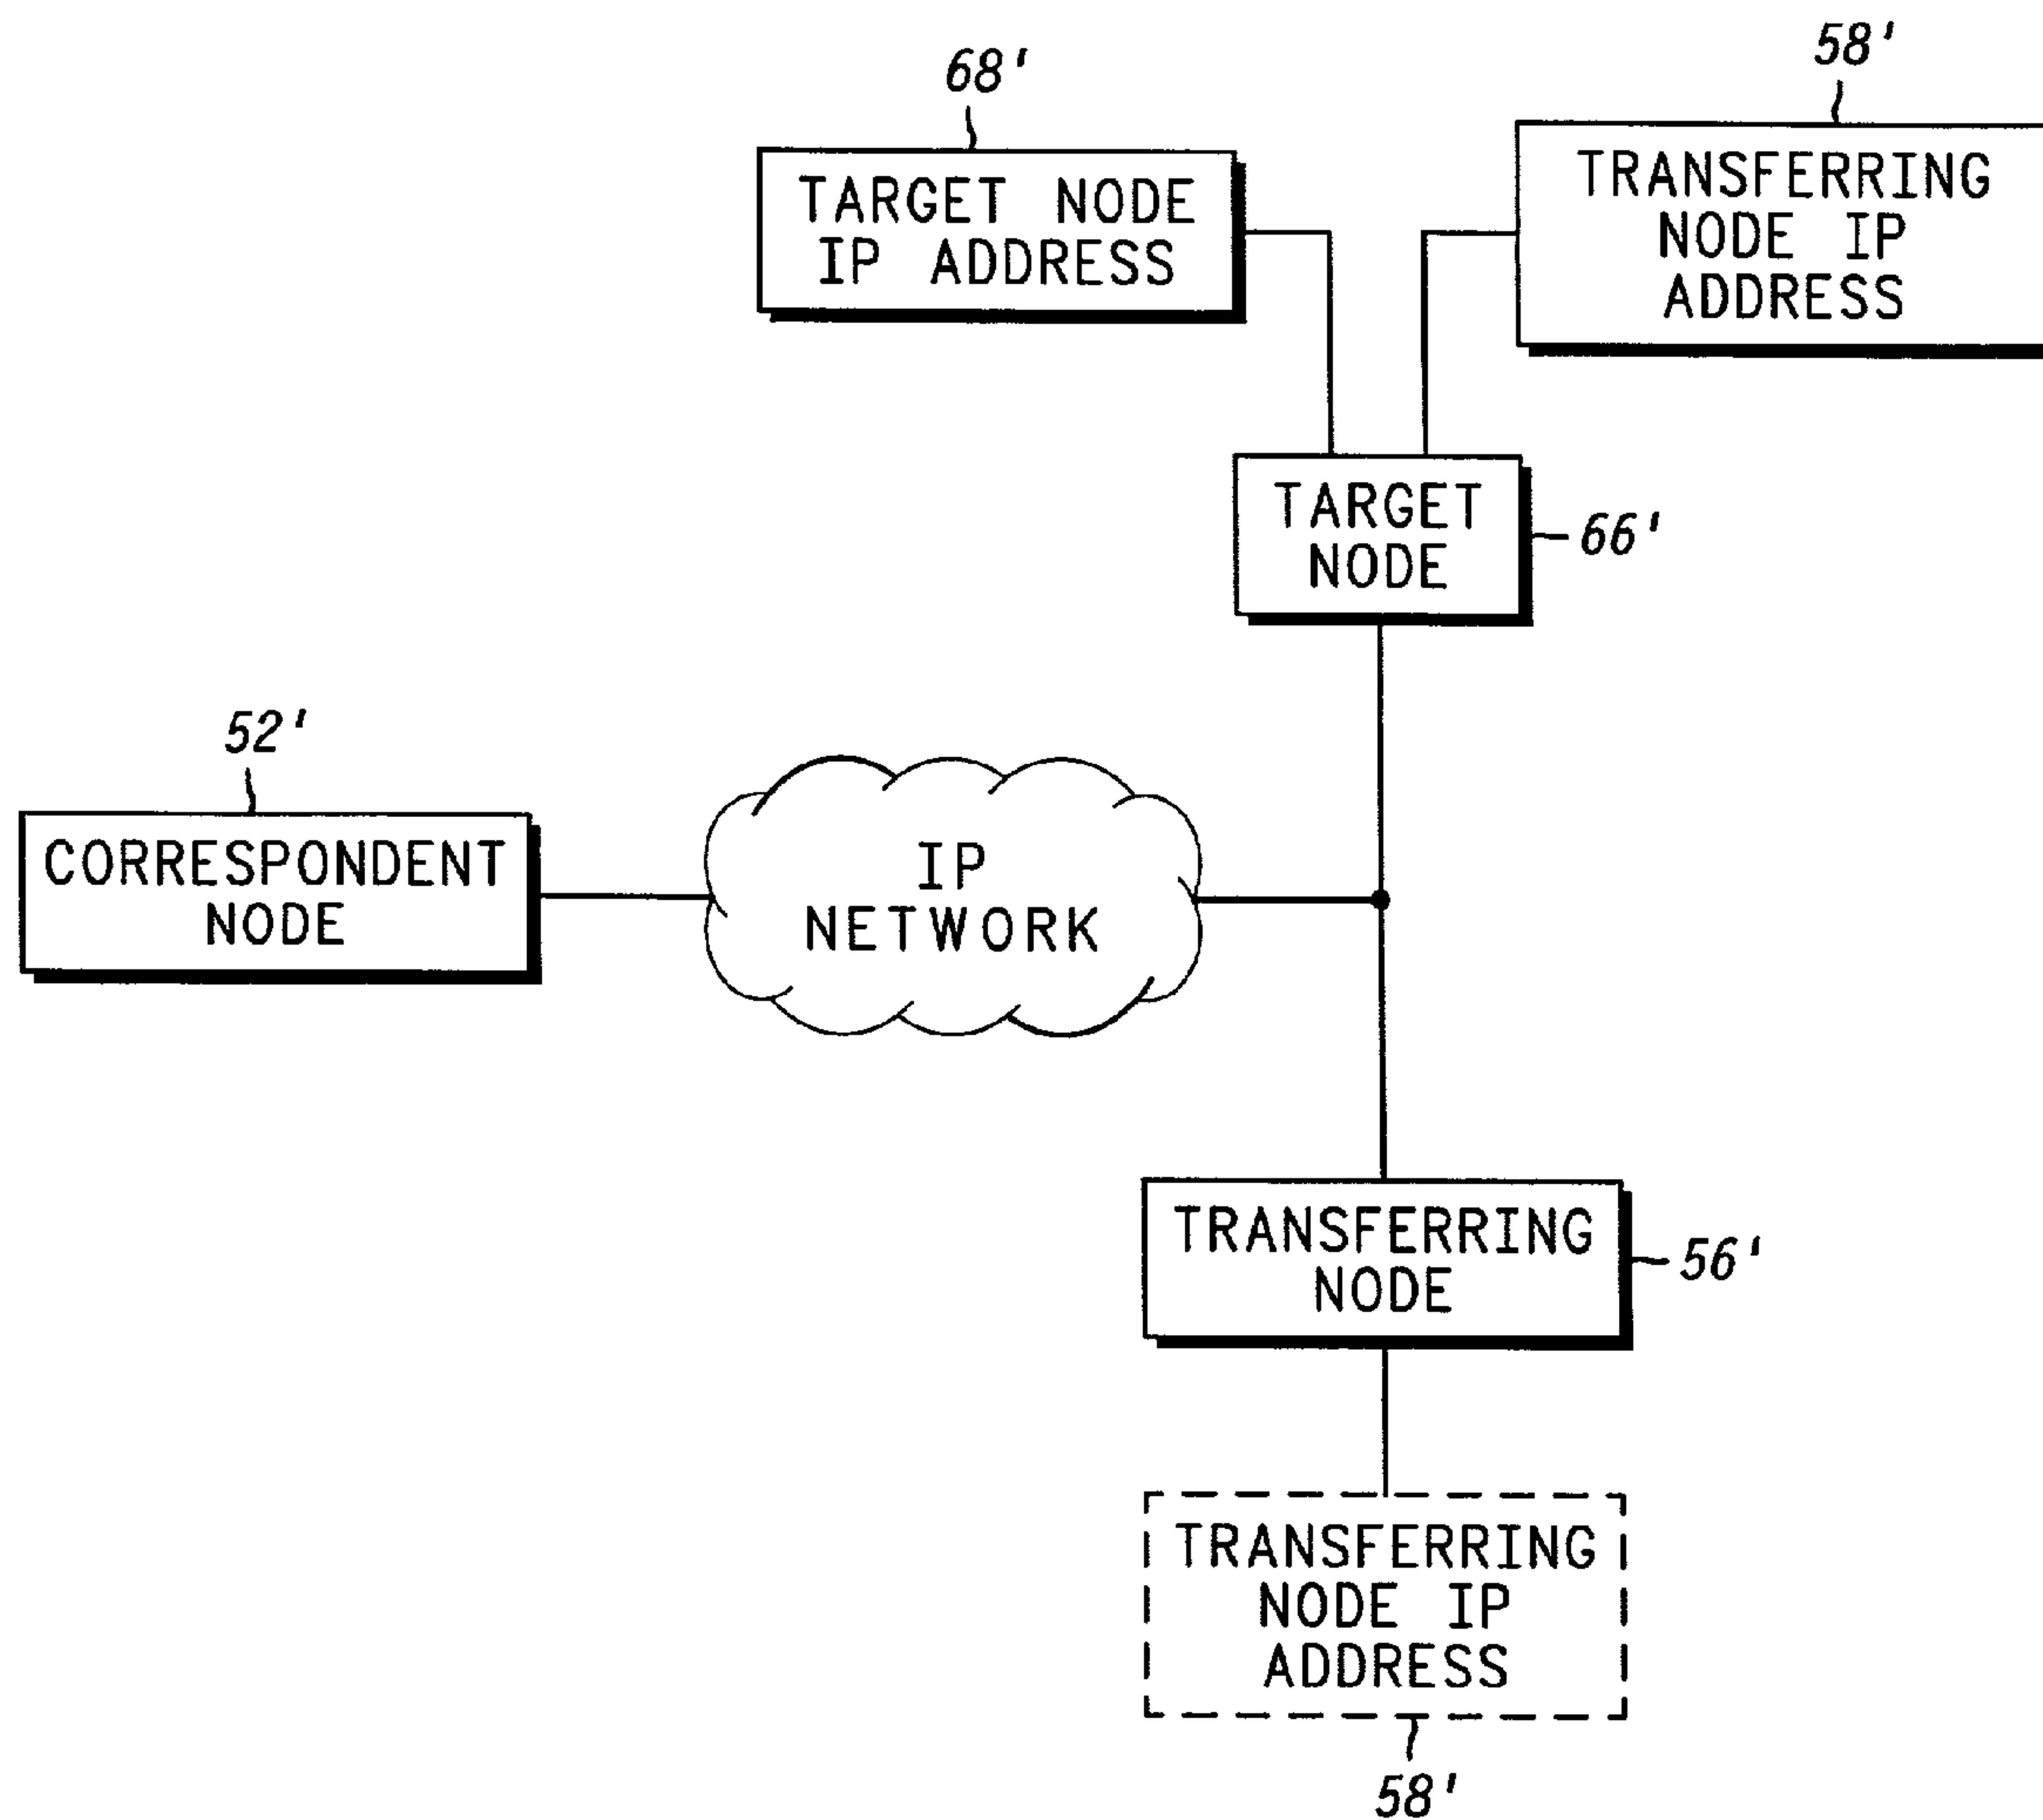 58'
68'
TARGET NODE
IP ADDRESS
TRANSFERRING
NODE IP
ADDRESS
TARGET
NODE
66'
52'
CORRESPONDENT
NODE
IP
NETWORK
TRANSFERRING
NODE
56'
TRANSFERRING
NODE IP
ADDRESS
58'